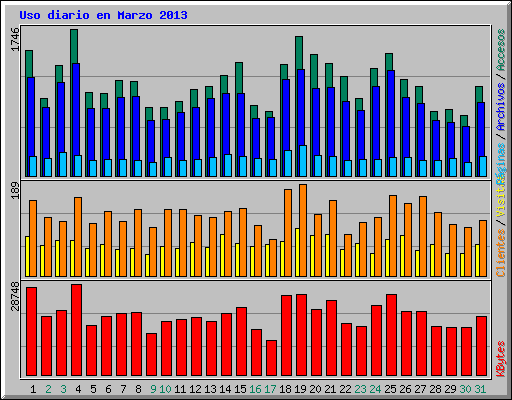 Uso diario en Marzo 2013
1746
189
28748
Clientes / Visitas
Páginas / Archivos / Accesos
KBytes
1 2 3 4 5 6 7 8 9 10 11 12 13 14 15 16 17 18 19 20 21 22 23 24 25 26 27 28 29 30 31